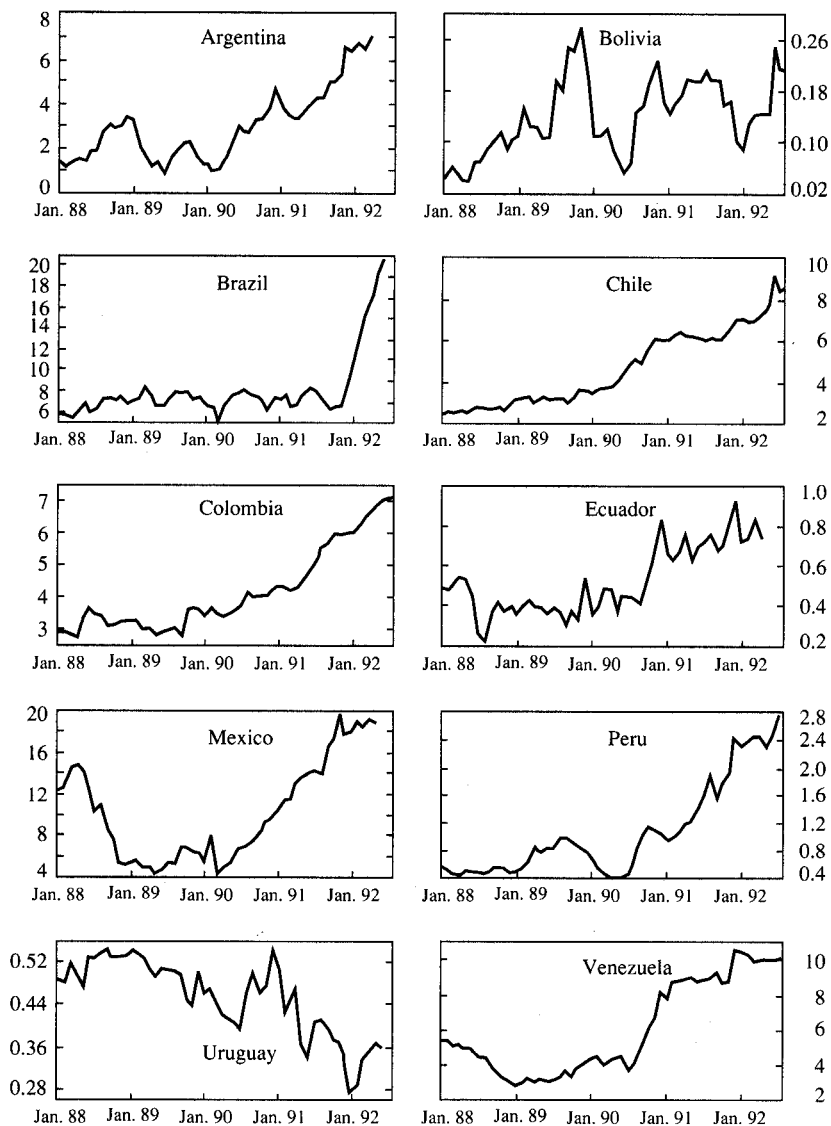 Argentina
8
6
4
2
0
Jan. 88 Jan. 89 Jan. 90 Jan. 91 Jan. 92
Bolivia
0.26
0.18
0.10
0.02
Jan. 88 Jan. 89 Jan. 90 Jan. 91 Jan. 92
Brazil
20
18
16
14
12
10
8
6
Jan. 88 Jan. 89 Jan. 90 Jan. 91 Jan. 92
Chile
10
8
6
4
2
Jan. 88 Jan. 89 Jan. 90 Jan. 91 Jan. 92
Colombia
7
6
5
4
3
Jan. 88 Jan. 89 Jan. 90 Jan. 91 Jan. 92
Ecuador
1.0
0.8
0.6
0.4
0.2
Jan. 88 Jan. 89 Jan. 90 Jan. 91 Jan. 92
Mexico
20
16
12
8
4
Jan. 88 Jan. 89 Jan. 90 Jan. 91 Jan. 92
Peru
2.8
2.4
2.0
1.6
1.2
0.8
0.4
Jan. 88 Jan. 89 Jan. 90 Jan. 91 Jan. 92
Uruguay
0.52
0.44
0.36
0.28
Jan. 88 Jan. 89 Jan. 90 Jan. 91 Jan. 92
Venezuela
10
8
6
4
2
Jan. 88 Jan. 89 Jan. 90 Jan. 91 Jan. 92